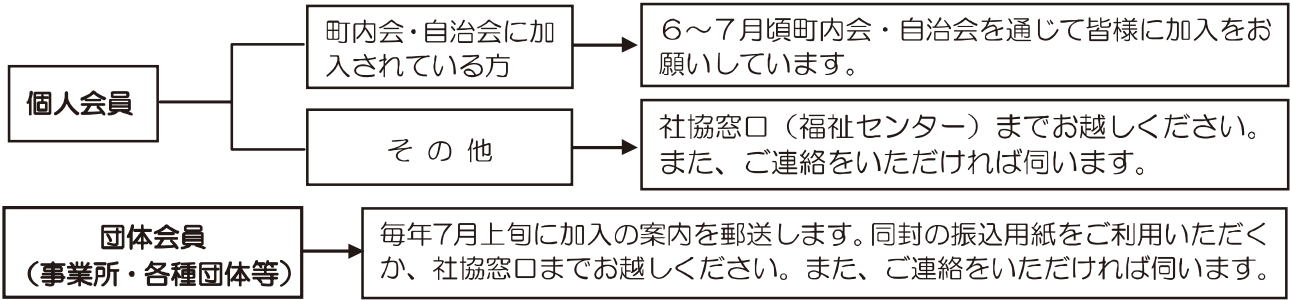 個人会員
町内会・自治会に加
入されている方
６～７月頃町内会・自治会を通じて皆様に加入をお
願いしています。
その他
社協窓口（福祉センター）までお越しください。
また、ご連絡をいただければ伺います。
団体会員
（事業所・各種団体等）
毎年7月上旬に加入の案内を郵送します。同封の振込用紙をご利用いただく
か、社協窓口までお越しください。また、ご連絡をいただければ伺います。